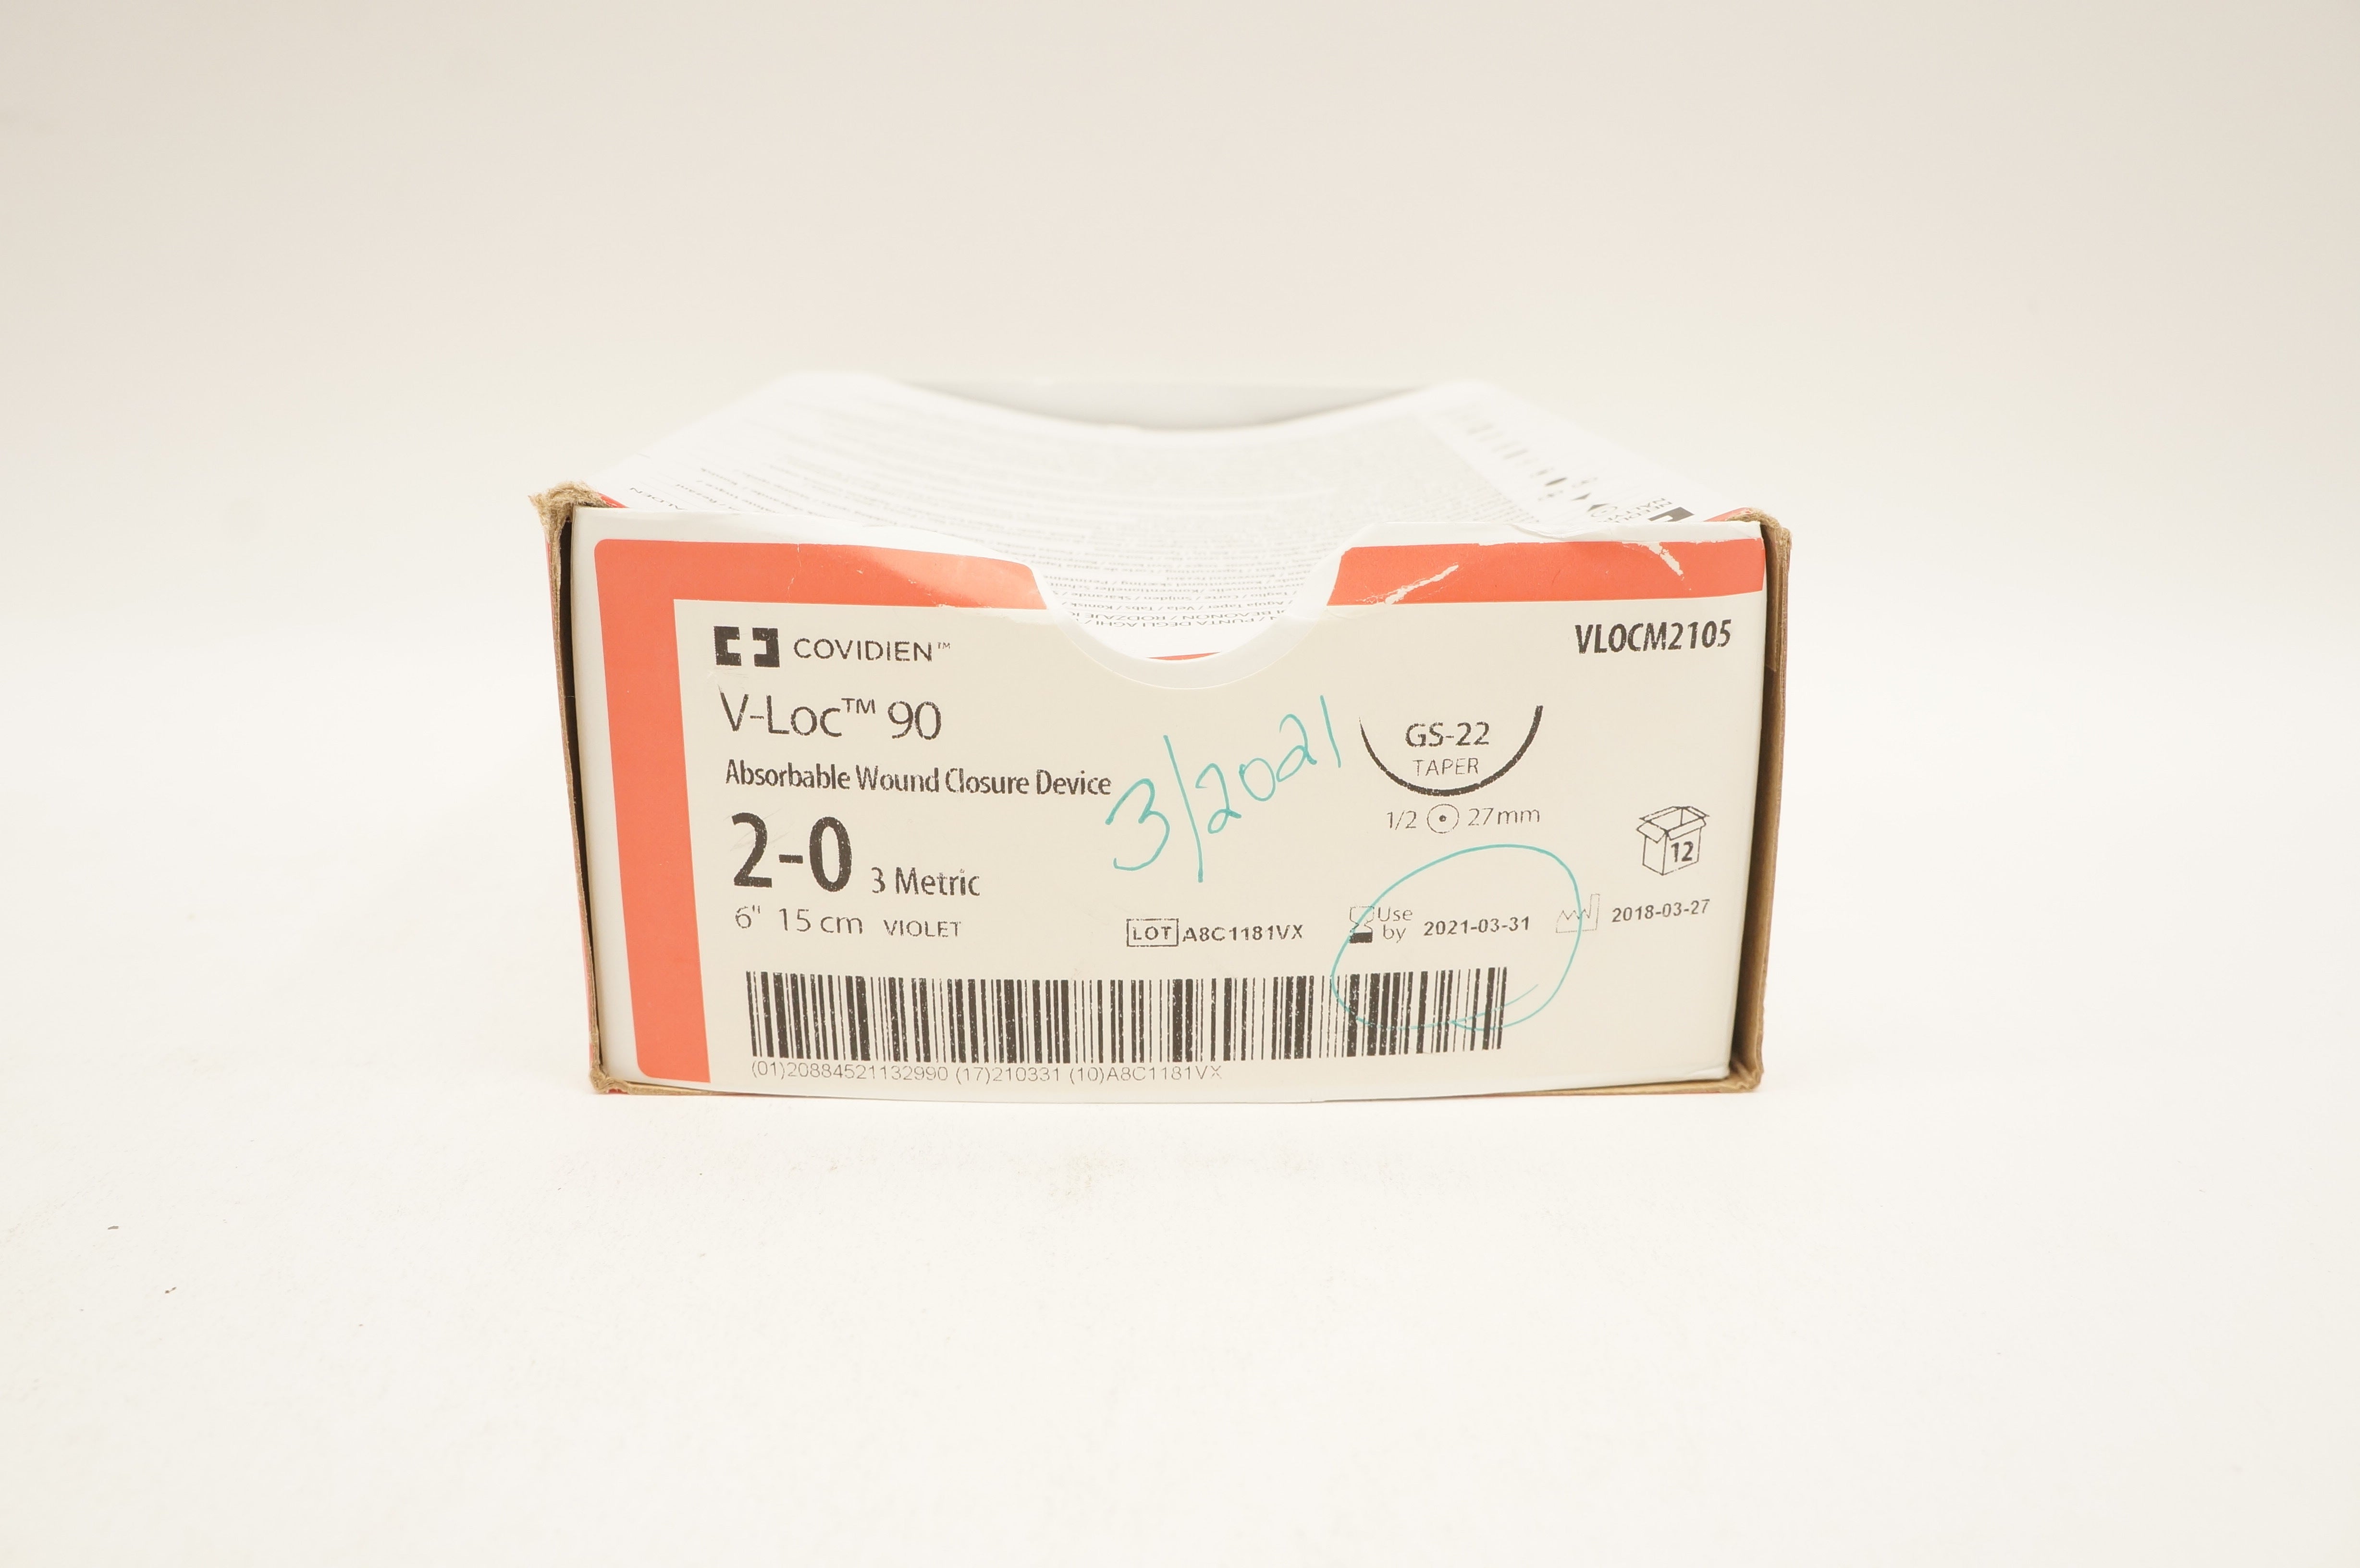 COVIDIEN™
VLOCM2105
V-Loc™ 90
Absorbable Wound Closure Device
3/2021
GS-22
TAPER
1/2 27mm
2-0 3 Metric
12
6" 15 cm VIOLET
LOT A8C1181VX
Use by 2021-03-31
2018-03-27
(01)20884521132990 (17)210331 (10)A8C1181VX